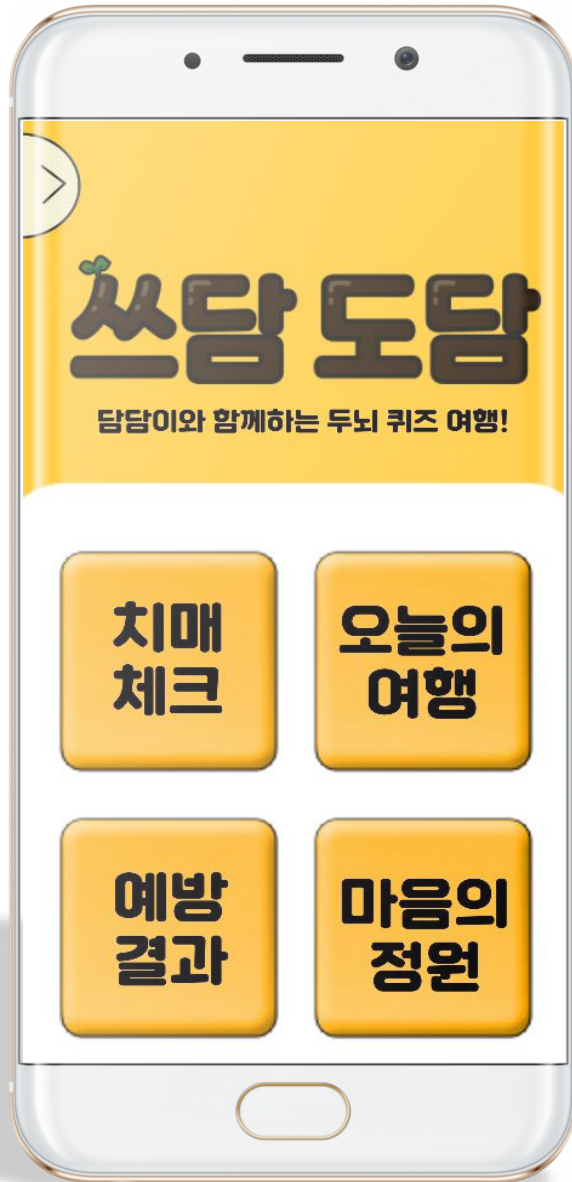 쓰담 도담
담담이와 함께하는 두뇌 퀴즈 여행!
치매
체크
오늘의
여행
예방
결과
마음의
정원